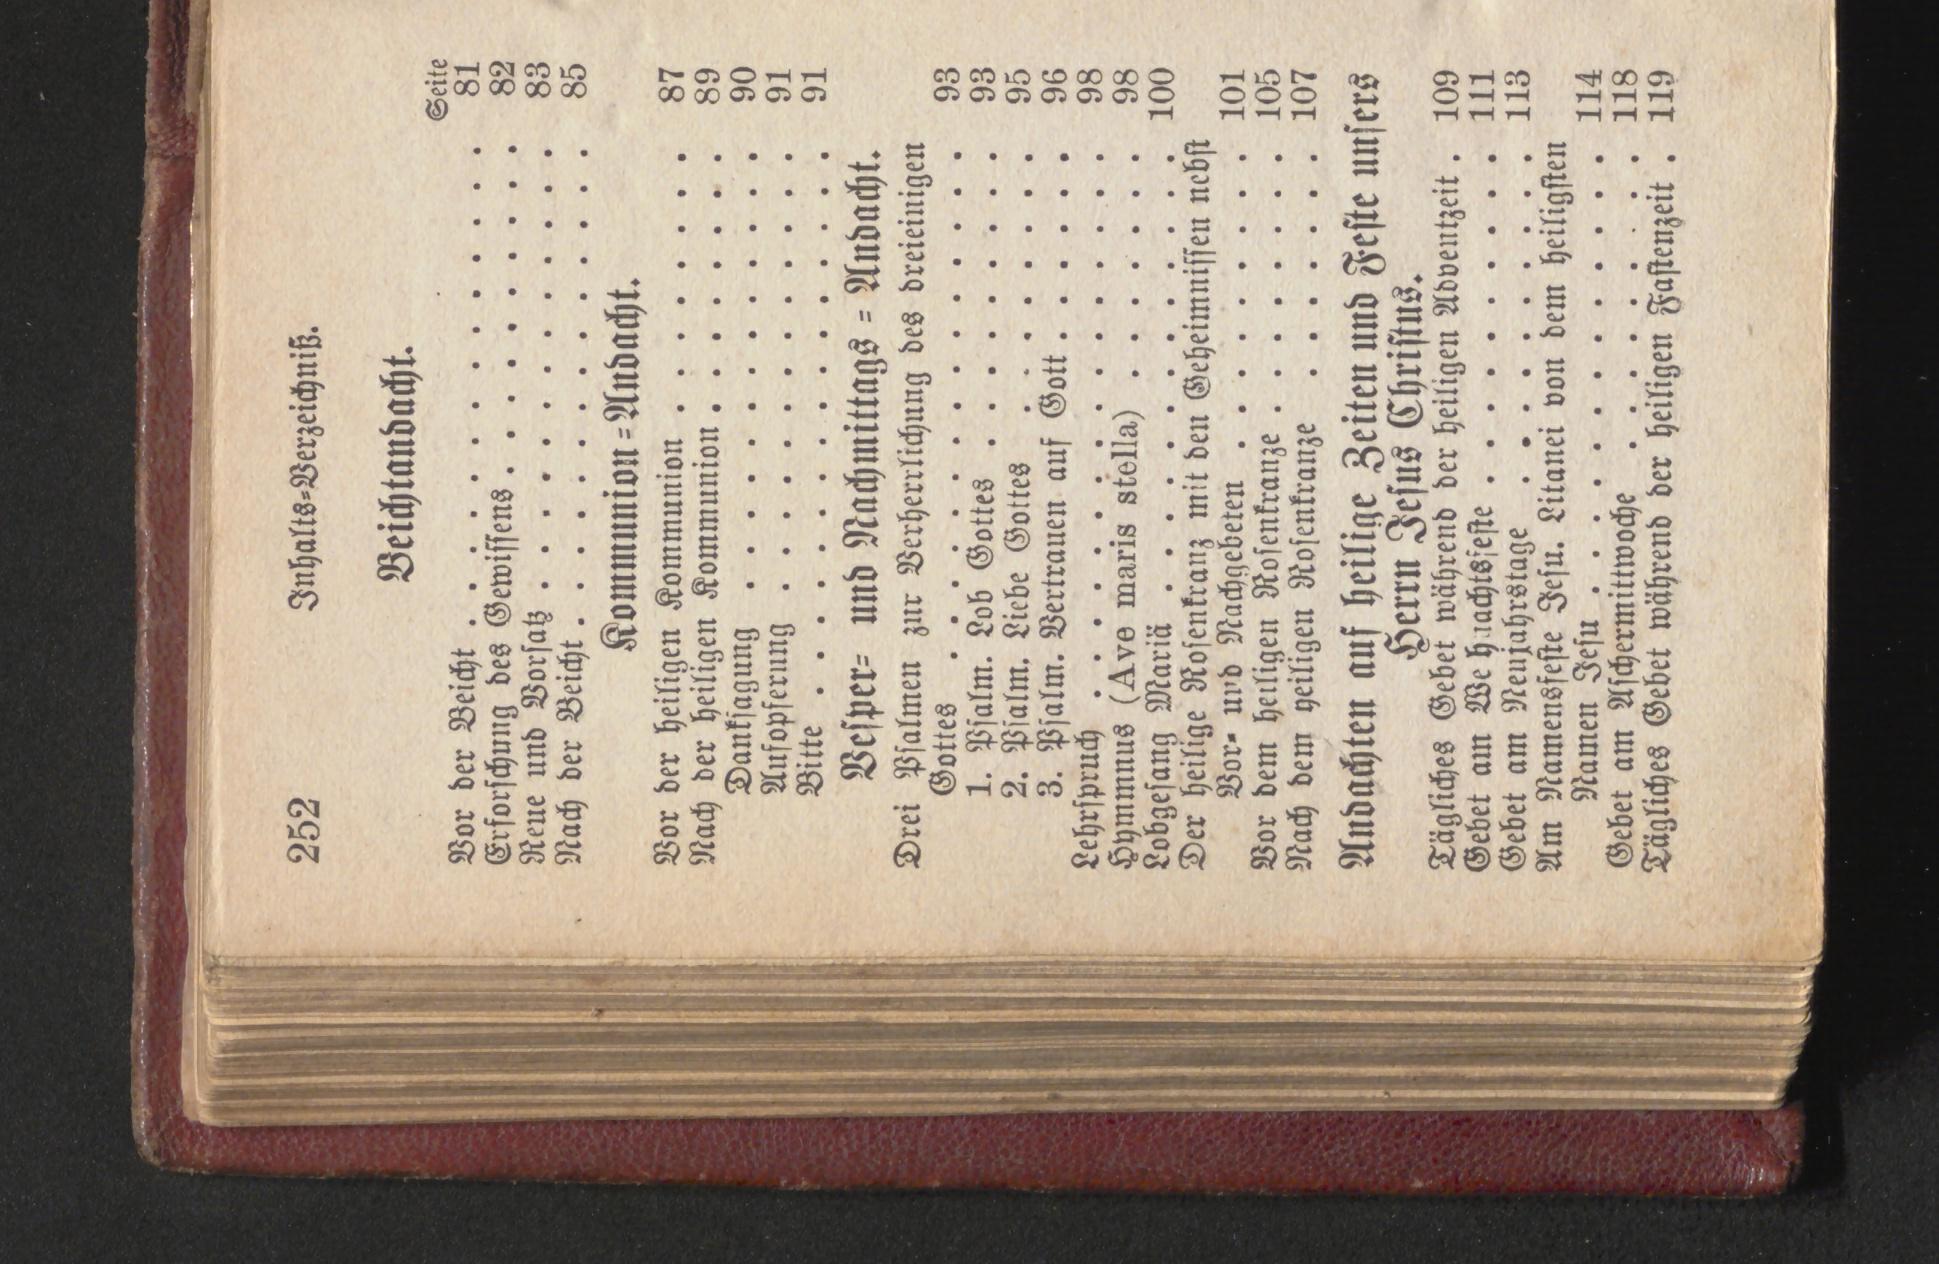 252 Inhalts-Verzeichniß.
Beichtandacht.
Seite
Vor der Beicht . . . . . . . . . . . . . . 81
Erforschung des Gewissens . . . . . . . . . . 82
Reue und Vorsatz . . . . . . . . . . . . . 83
Nach der Beicht . . . . . . . . . . . . . . 85
Kommunion-Andacht.
Vor der heiligen Kommunion . . . . . . . . 87
Nach der heiligen Kommunion . . . . . . . . 89
Danksagung . . . . . . . . . . . . . 90
Aufopferung . . . . . . . . . . . . . 91
Bitte . . . . . . . . . . . . . . . . 91
Vesper- und Nachmittags-Andacht.
Drei Psalmen zur Verherrlichung des dreieinigen
Gottes . . . . . . . . . . . . . . . 93
1. Psalm. Lob Gottes . . . . . . . . . 93
2. Psalm. Liebe Gottes . . . . . . . . 95
3. Psalm. Vertrauen auf Gott . . . . . . 96
Lehrspruch . . . . . . . . . . . . . . . . 98
Hymnus (Ave maris stella) . . . . . . . 98
Lobgesang Mariä . . . . . . . . . . . . . 100
Der heilige Rosenkranz mit den Geheimnissen nebst
Vor- und Nachgebeten . . . . . . . . . 101
Vor dem heiligen Rosenkranze . . . . . . . . 105
Nach dem heiligen Rosenkranze . . . . . . . 107
Andachten auf heilige Zeiten und Feste unsers
Herrn Jesus Christus.
Tägliches Gebet während der heiligen Adventzeit . 109
Gebet am We hnachtsfeste . . . . . . . . . . 111
Gebet am Neujahrstage . . . . . . . . . . 113
Am Namensfeste Jesu. Litanei von dem heiligsten
Namen Jesu . . . . . . . . . . . . . 114
Gebet am Aschermittwoche . . . . . . . . . 118
Tägliches Gebet während der heiligen Fastenzeit . 119